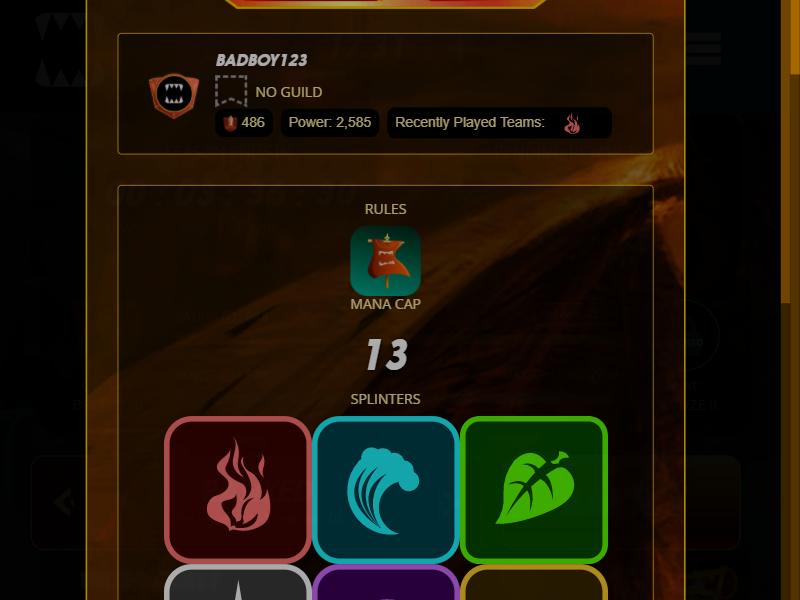 BADBOY123
NO GUILD
486 Power: 2,585 Recently Played Teams:
RULES
MANA CAP
13
SPLINTERS